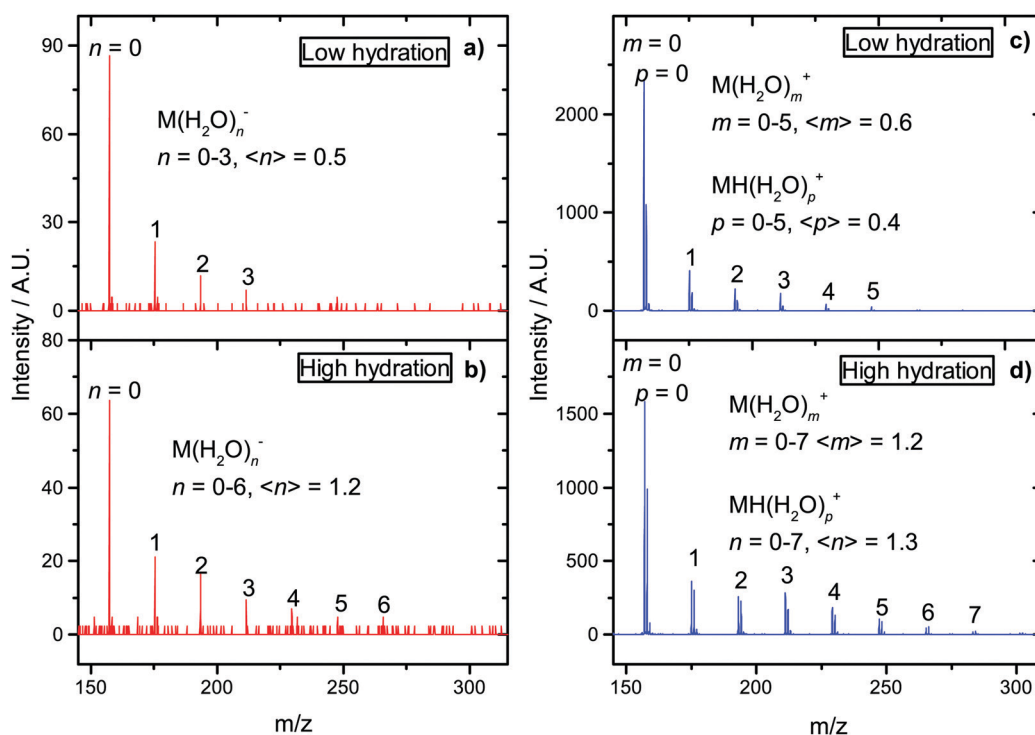 Intensity / A.U.
90
60
30
0
n = 0
Low hydration
a)
M(H2O)n-
n = 0-3, <n> = 0.5
1
2
3
80
60
40
20
0
n = 0
High hydration
b)
M(H2O)n-
n = 0-6, <n> = 1.2
1
2
3
4
5
6
150
200
250
300
m/z
Intensity / A.U.
2000
1000
0
m = 0
p = 0
Low hydration
c)
M(H2O)m+
m = 0-5, <m> = 0.6
MH(H2O)p+
p = 0-5, <p> = 0.4
1
2
3
4
5
1500
1000
500
0
m = 0
p = 0
High hydration
d)
M(H2O)m+
m = 0-7 <m> = 1.2
MH(H2O)p+
n = 0-7, <n> = 1.3
1
2
3
4
5
6
7
150
200
250
300
m/z